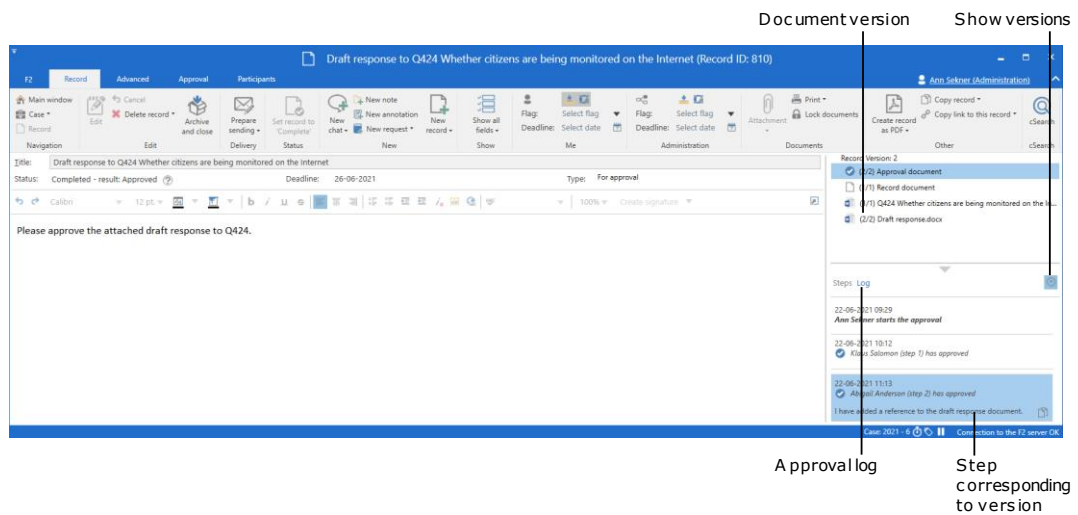 Document version Show versions
Draft response to Q424 Whether citizens are being monitored on the Internet (Record ID: 810)
F2 Record Advanced Approval Participants Ann Sekner (Administration)
Main window
Case
Record
Navigation
Edit
Cancel
Delete record
Archive and close
Edit
Prepare sending
Delivery
Set record to 'Complete'
Status
New chat
New note
New annotation
New request
New record
New
Show all fields
Show
Flag: Select flag
Deadline: Select date
Me
Flag: Select flag
Deadline: Select date
Administration
Attachment
Print
Lock documents
Documents
Create record as PDF
Copy record
Copy link to this record
Other
cSearch
cSearch
Title: Draft response to Q424 Whether citizens are being monitored on the Internet
Status: Completed - result: Approved Deadline: 26-06-2021 Type: For approval
Calibri 12 pt. b / U S 100% Create signature
Please approve the attached draft response to Q424.
Record Version: 2
(2/2) Approval document
(1/1) Record document
(1/1) Q424 Whether citizens are being monitored on the In...
(2/2) Draft response.docx
Steps Log
22-06-2021 09:29
Ann Sekner starts the approval
22-06-2021 10:12
Klaus Salomon (step 1) has approved
22-06-2021 11:13
Abigail Anderson (step 2) has approved
I have added a reference to the draft response document.
Case: 2021 - 6 Connection to the F2 server OK
Approval log
Step
corresponding
to version